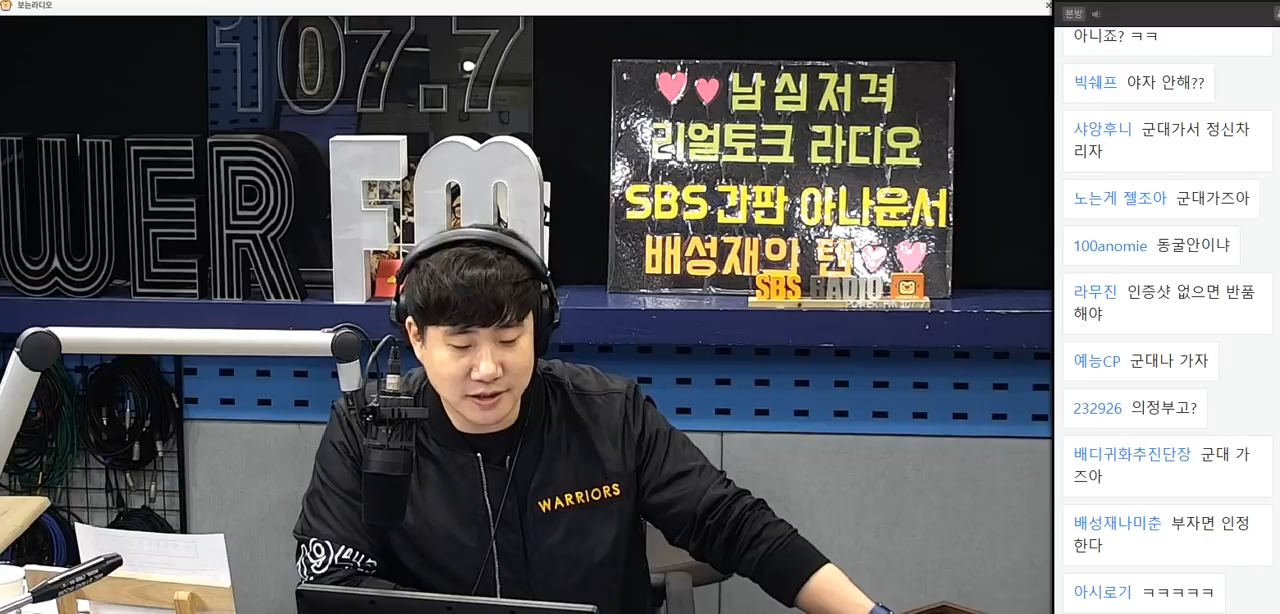 보는라디오
107.7
WER FM
남심저격
리얼토크 라디오
SBS 간판 아나운서
배성재의 텐
SBS RADIO
POWER FM 107.7
WARRIORS
본방
아니죠? ㅋㅋ
빅쉐프 야자 안해??
샤앙후니 군대가서 정신차
리자
노는게 젤조아 군대가즈아
100anomie 동굴안이냐
라무진 인증샷 없으면 반품
해야
예능CP 군대나 가자
232926 의정부고?
배디귀화추진단장 군대 가
즈아
배성재나미춘 부자면 인정
한다
아시로기 ㅋㅋㅋㅋㅋ